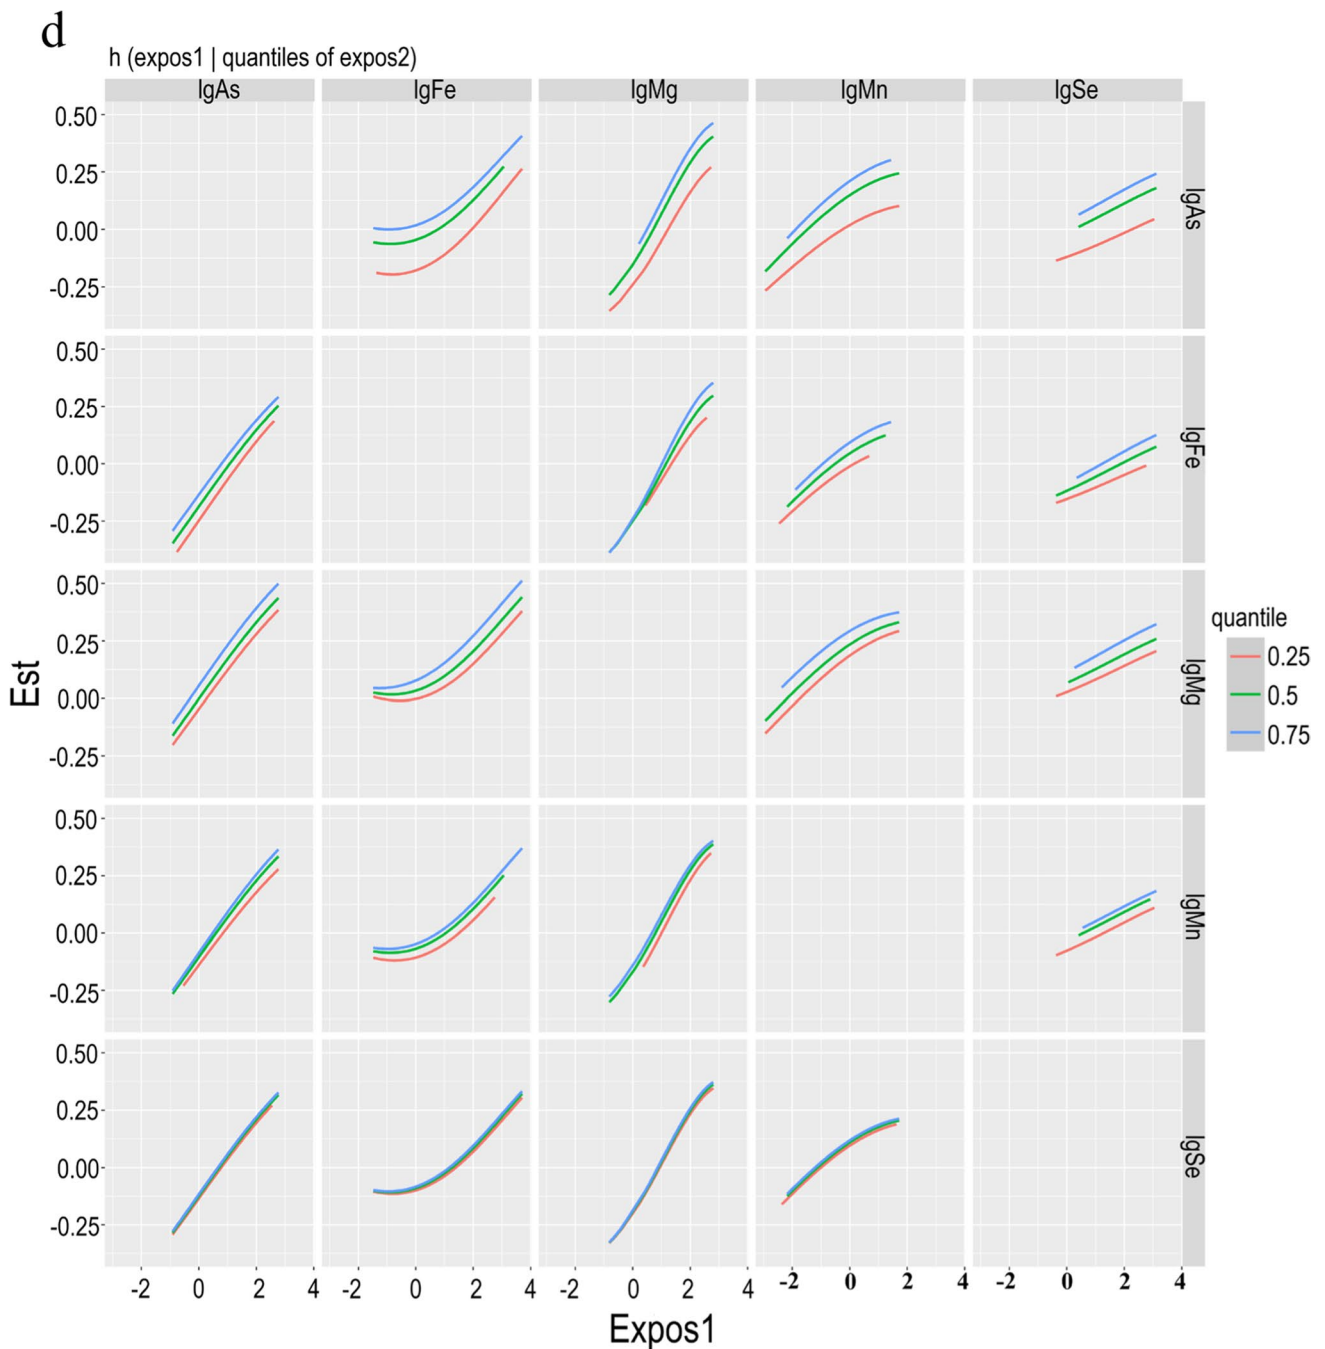 d
h (expos1 | quantiles of expos2)
lgAs lgFe lgMg lgMn lgSe
0.50
0.25
0.00
-0.25
lgAs
0.50
0.25
0.00
-0.25
lgFe
0.50
0.25
0.00
-0.25
lgMg
0.50
0.25
0.00
-0.25
lgMn
0.50
0.25
0.00
-0.25
lgSe
Est
quantile
0.25
0.5
0.75
-2 0 2 4 -2 0 2 4 -2 0 2 4 -2 0 2 4 -2 0 2 4
Expos1